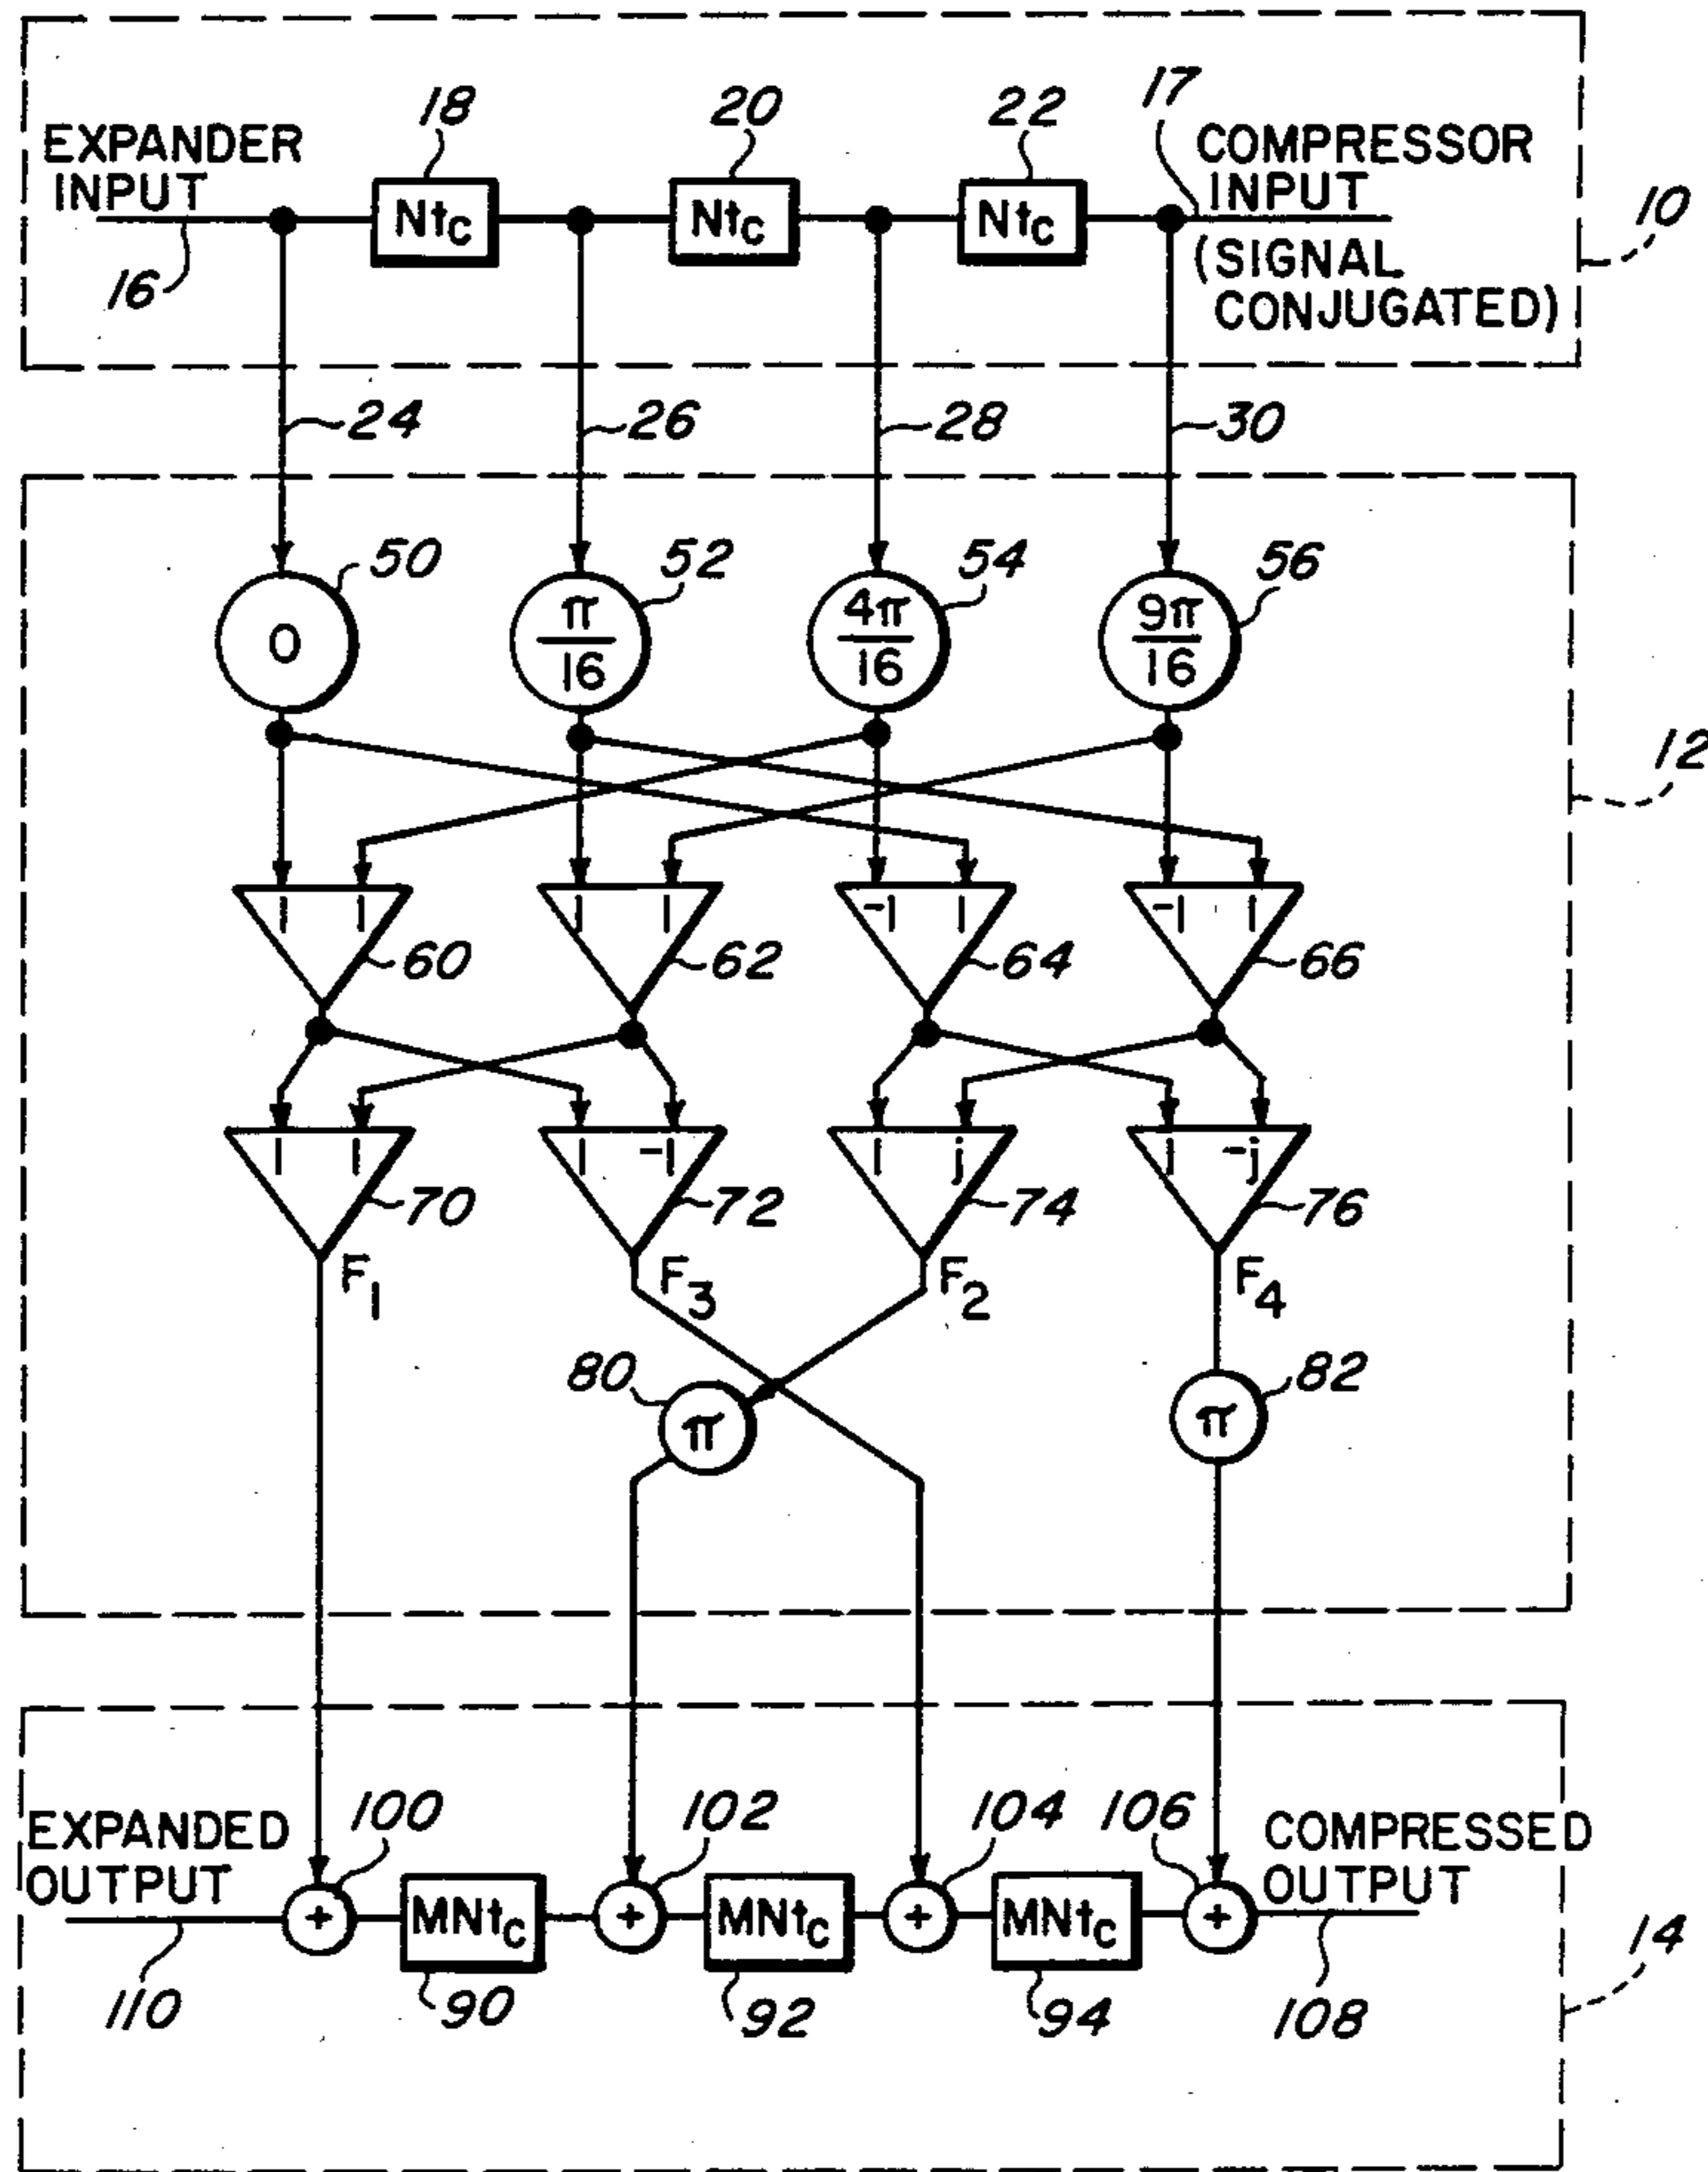 18 20 22 17
EXPANDER
INPUT
COMPRESSOR
INPUT
Ntc Ntc Ntc
10
16
(SIGNAL
CONJUGATED)
24 26 28 30
50 52 54 56
0 π/16 4π/16 9π/16
12
1 1 1 1 -1 1 -1 1
60 62 64 66
1 1 1 -1 1 j 1 -j
70 72 74 76
F1 F3 F2 F4
80 82
π π
100 102 104 106
EXPANDED
OUTPUT
COMPRESSED
OUTPUT
+ MNtc + MNtc + MNtc +
14
110 90 92 94 108